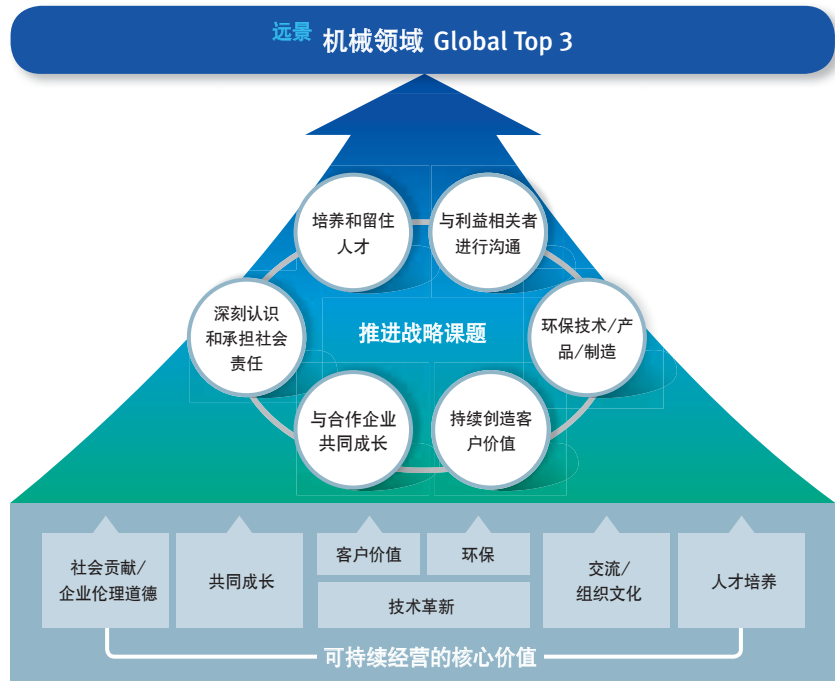 远景 机械领域 Global Top 3
培养和留住
人才
与利益相关者
进行沟通
深刻认识
和承担社会
责任
推进战略课题
环保技术/产
品/制造
与合作企业
共同成长
持续创造客
户价值
社会贡献/
企业伦理道德
共同成长
客户价值
环保
技术革新
交流/
组织文化
人才培养
可持续经营的核心价值